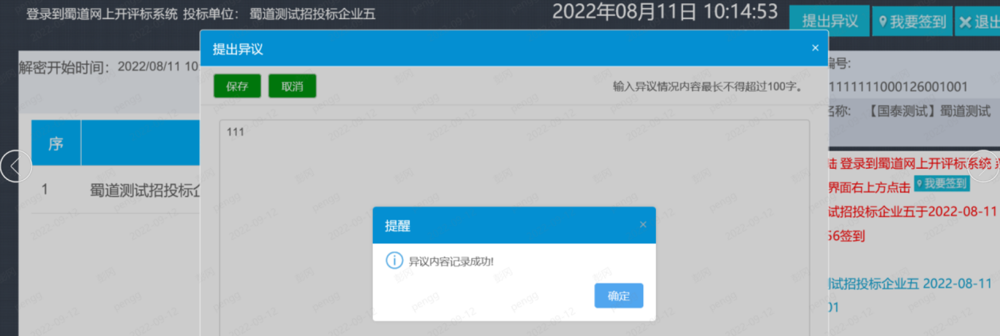 登录到蜀道网上开评标系统 投标单位： 蜀道测试招投标企业五
2022年08月11日 10:14:53
提出异议
我要签到
退出
解密开始时间：2022/08/11 10
提出异议
×
保存
取消
输入异议情况内容最长不得超过100字。
111
序
1
蜀道测试招投标企
编号:
1111111000126001001
名称: 【国泰测试】蜀道测试
陆 登录到蜀道网上开评标系统
界面右上方点击 我要签到
试招投标企业五于2022-08-11
56签到
试招投标企业五 2022-08-11
01
提醒
×
异议内容记录成功!
确定
彭冈
pengg
2022-09-12